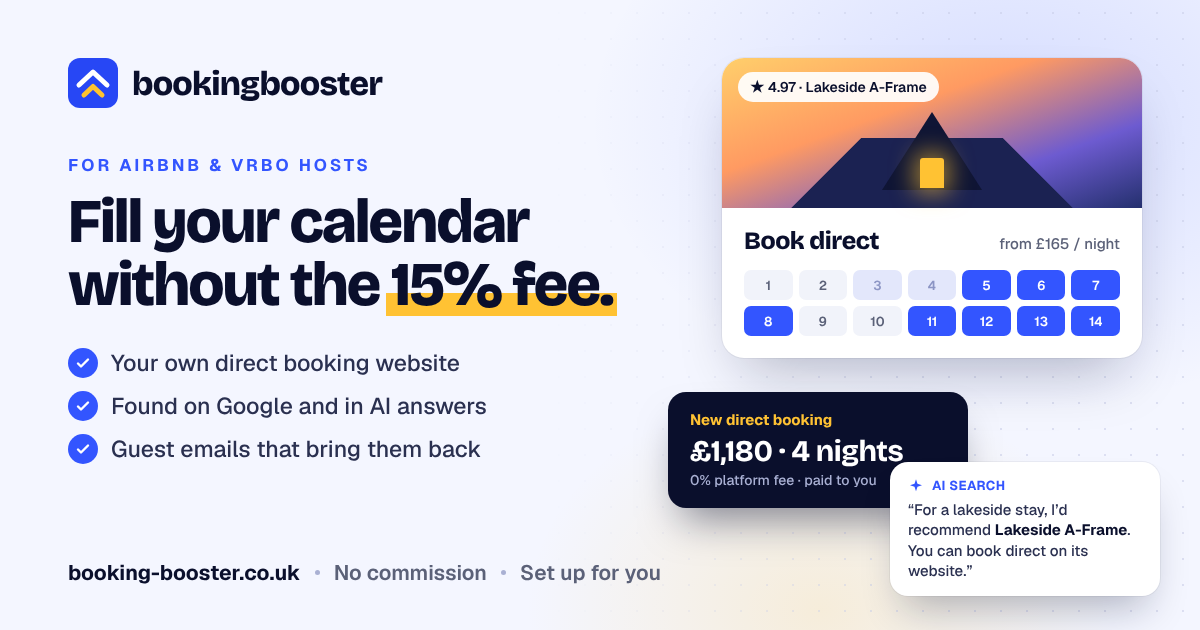 bookingbooster
FOR AIRBNB & VRBO HOSTS
Fill your calendar
without the 15% fee.
Your own direct booking website
Found on Google and in AI answers
Guest emails that bring them back
booking-booster.co.uk • No commission • Set up for you
★ 4.97 · Lakeside A-Frame
Book direct
from £165 / night
1 2 3 4 5 6 7
8 9 10 11 12 13 14
New direct booking
£1,180 · 4 nights
0% platform fee · paid to you
AI SEARCH
“For a lakeside stay, I’d
recommend Lakeside A-Frame.
You can book direct on its
website.”